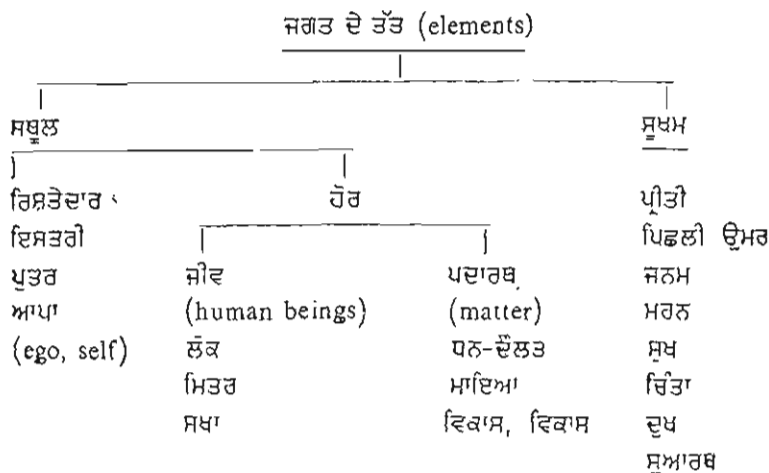 ਜਗਤ ਦੇ ਤੱਤ (elements)
ਸਥੂਲ
ਸੂਖਮ
ਰਿਸ਼ਤੇਦਾਰ
ਹੋਰ
ਪ੍ਰੀਤੀ
ਇਸਤਰੀ
ਪਿਛਲੀ ਉਮਰ
ਪੁਤਰ
ਜੀਵ
ਪਦਾਰਥ
ਜਨਮ
ਆਪਾ
(human beings)
(matter)
ਮਰਨ
(ego, self)
ਲੋਕ
ਧਨ-ਦੌਲਤ
ਸੁਖ
ਮਿਤਰ
ਮਾਇਆ
ਚਿੰਤਾ
ਸਖਾ
ਵਿਕਾਸ, ਵਿਕਾਸ
ਦੁਖ
ਸੁਆਰਥ